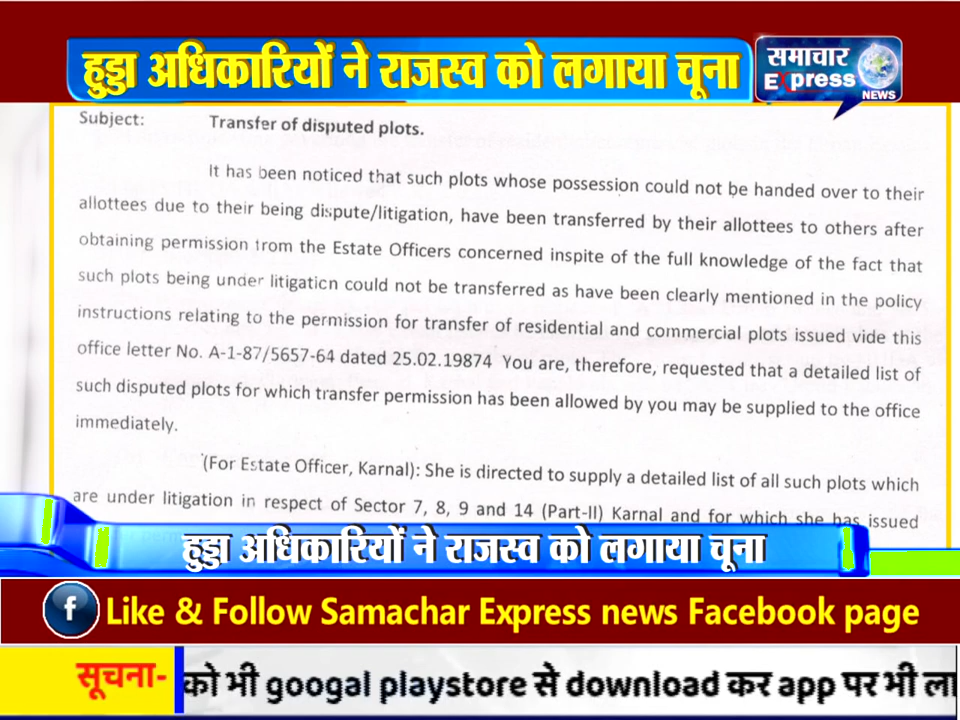 हुड्डा अधिकारियों ने राजस्व को लगाया चूना
समाचार
Express
NEWS
Subject: Transfer of disputed plots.
It has been noticed that such plots whose possession could not be handed over to their
allottees due to their being dispute/litigation, have been transferred by their allottees to others after
obtaining permission from the Estate Officers concerned inspite of the full knowledge of the fact that
such plots being under litigation could not be transferred as have been clearly mentioned in the policy
instructions relating to the permission for transfer of residential and commercial plots issued vide this
office letter No. A-1-87/5657-64 dated 25.02.19874 You are, therefore, requested that a detailed list of
such disputed plots for which transfer permission has been allowed by you may be supplied to the office
immediately.
(For Estate Officer, Karnal): She is directed to supply a detailed list of all such plots which
are under litigation in respect of Sector 7, 8, 9 and 14 (Part-II) Karnal and for which she has issued
हुड्डा अधिकारियों ने राजस्व को लगाया चूना
f Like & Follow Samachar Express news Facebook page
सूचना- को भी googal playstore से download कर app पर भी ला